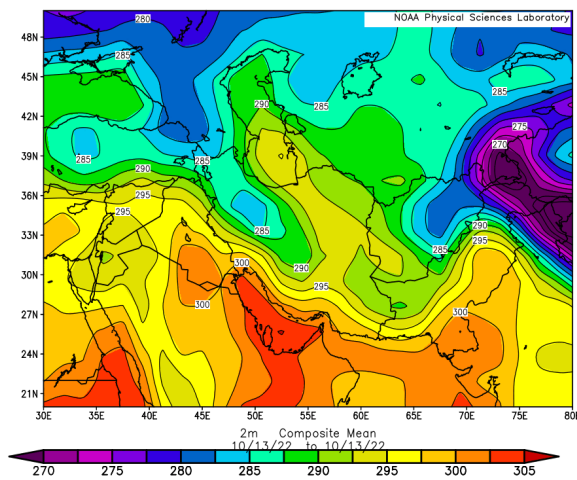 NOAA Physical Sciences Laboratory
48N
45N
42N
39N
36N
33N
30N
27N
24N
21N
280
285
290
285
275
270
285
285
290
295
295
285
290
300
295
300
285
290
295
300
30E 35E 40E 45E 50E 55E 60E 65E 70E 75E 80E
2m Composite Mean
10/13/22 to 10/13/22
270 275 280 285 290 295 300 305